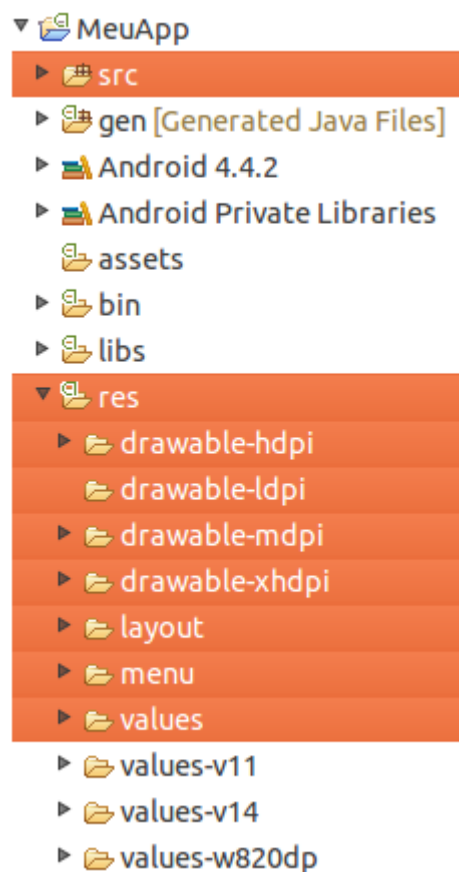 MeuApp
src
gen [Generated Java Files]
Android 4.4.2
Android Private Libraries
assets
bin
libs
res
drawable-hdpi
drawable-ldpi
drawable-mdpi
drawable-xhdpi
layout
menu
values
values-v11
values-v14
values-w820dp